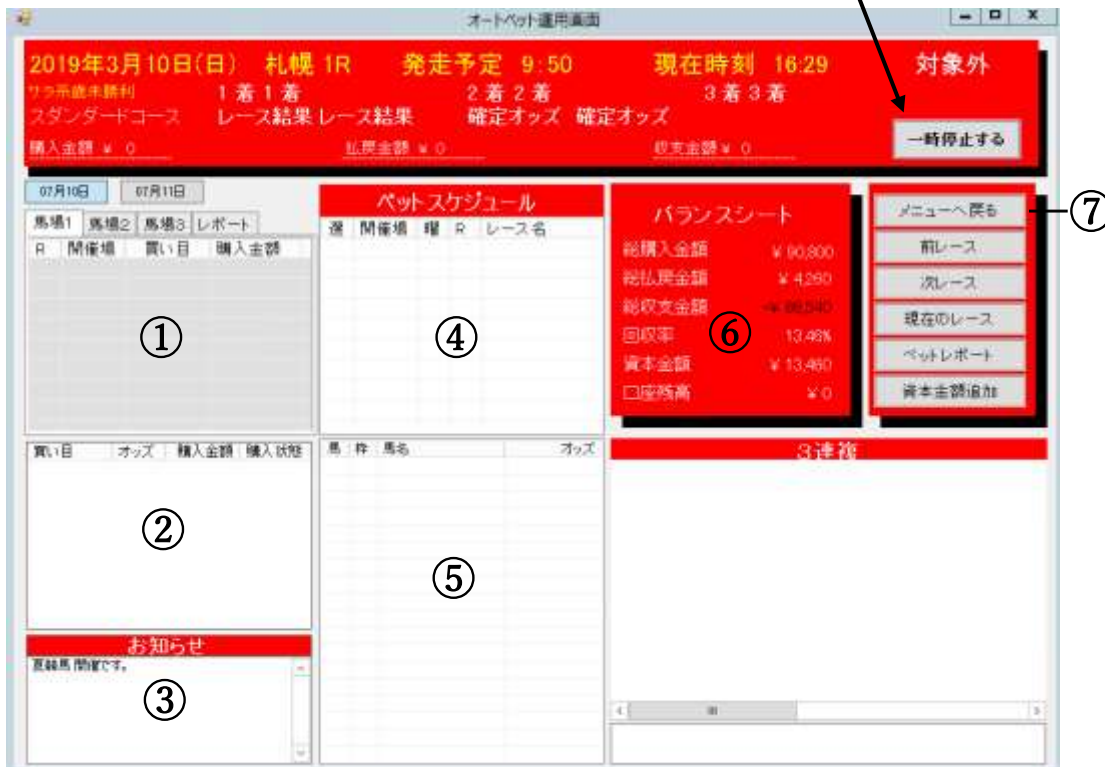 オートベット運用画面
2019年3月10日(日) 札幌 1R 発走予定 9:50 現在時刻 16:29 対象外
1着1着 2着2着 3着3着
スタンダードコース レース結果 レース結果 確定オッズ 確定オッズ
一時停止する
購入金額 ¥ 0 払戻金額 ¥ 0 収支金額 ¥ 0
07月10日 07月11日
馬場1 馬場2 馬場3 レポート
R 開催場 買い目 購入金額
①
ベットスケジュール
選 開催場 曜 R レース名
④
バランスシート
総購入金額 ¥ 90,800
総払戻金額 ¥ 4,260
総収支金額
回収率 13.46%
資本金額 ¥ 13,460
口座残高 ¥ 0
⑥
メニューへ戻る
前レース
次レース
現在のレース
ベットレポート
資本金額追加
⑦
買い目 オッズ 購入金額 購入状態
②
馬 枠 馬名 オッズ
⑤
3連複
お知らせ
夏競馬開催です。
③